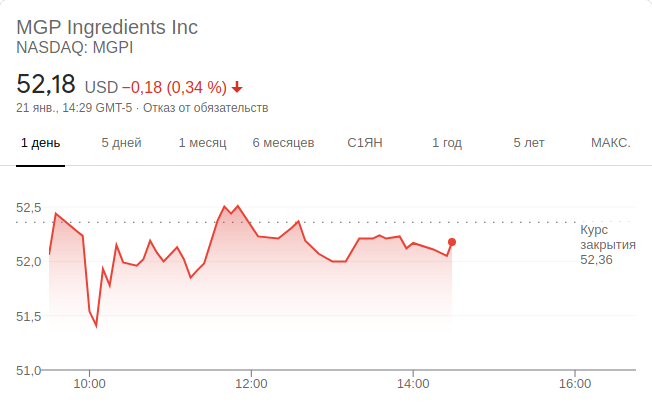 MGP Ingredients Inc
NASDAQ: MGPI
52,18 USD −0,18 (0,34 %)
21 янв., 14:29 GMT-5 · Отказ от обязательств
1 день 5 дней 1 месяц 6 месяцев С1ЯН 1 год 5 лет МАКС.
52,5
Курс
закрытия
52,36
52,0
51,5
51,0
10:00 12:00 14:00 16:00